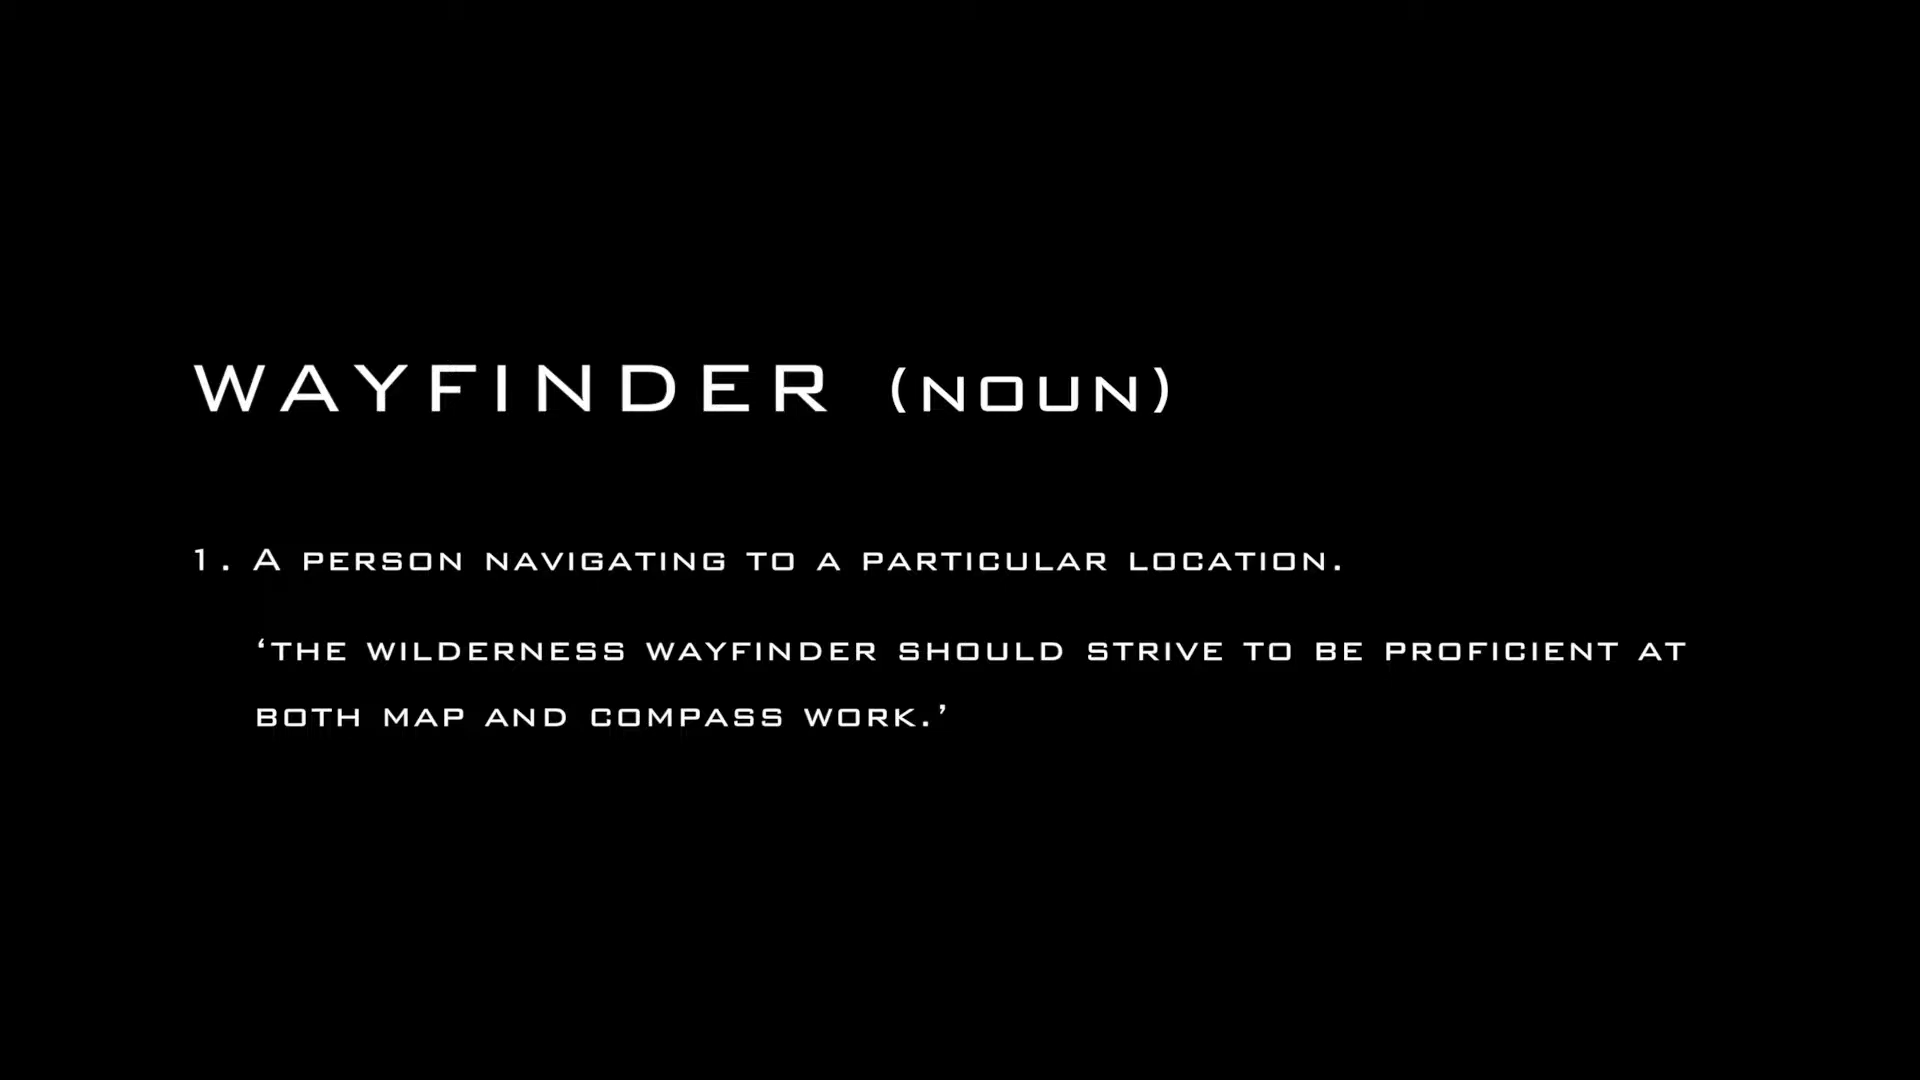 WAYFINDER (NOUN)
1. A PERSON NAVIGATING TO A PARTICULAR LOCATION.
‘THE WILDERNESS WAYFINDER SHOULD STRIVE TO BE PROFICIENT AT
BOTH MAP AND COMPASS WORK.’